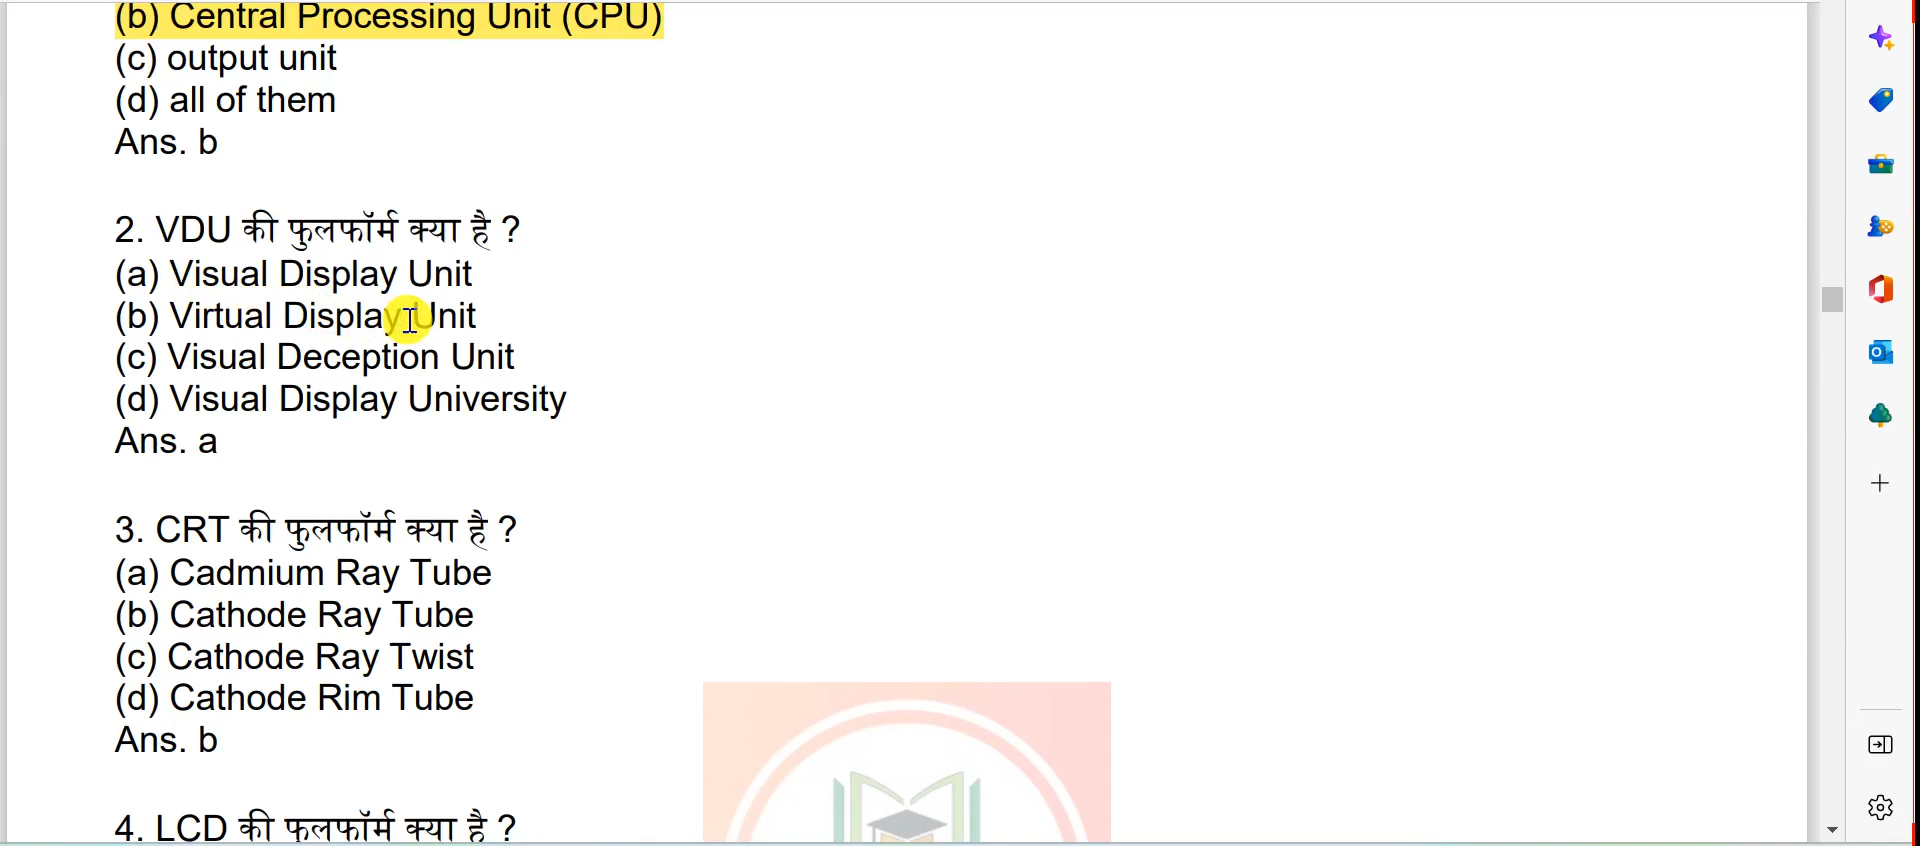 (b) Central Processing Unit (CPU)
(c) output unit
(d) all of them
Ans. b
2. VDU की फुलफॉर्म क्या है ?
(a) Visual Display Unit
(b) Virtual Display Unit
(c) Visual Deception Unit
(d) Visual Display University
Ans. a
3. CRT की फुलफॉर्म क्या है ?
(a) Cadmium Ray Tube
(b) Cathode Ray Tube
(c) Cathode Ray Twist
(d) Cathode Rim Tube
Ans. b
4. LCD की फुलफॉर्म क्या है ?